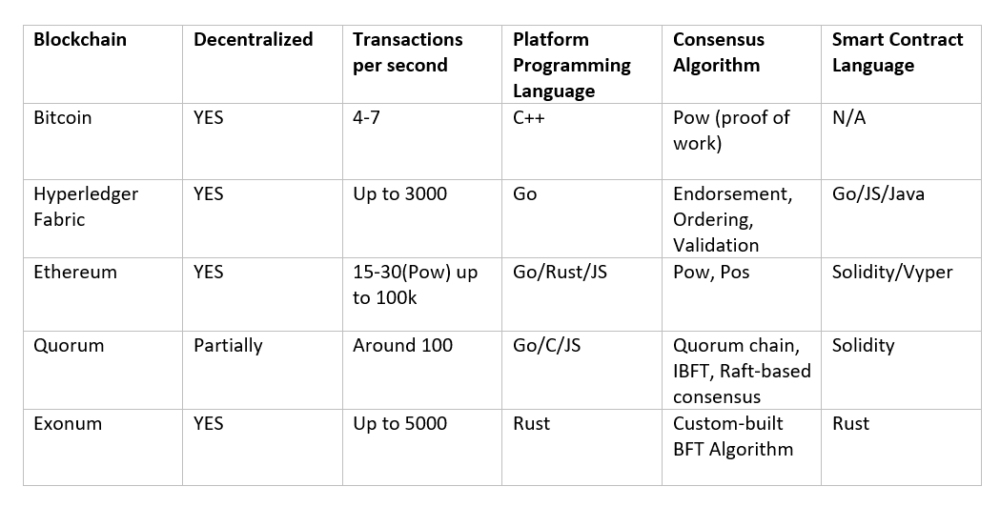 Blockchain
Decentralized
Transactions
per second
Platform
Programming
Language
Consensus
Algorithm
Smart Contract
Language
Bitcoin
YES
4-7
C++
Pow (proof of
work)
N/A
Hyperledger
Fabric
YES
Up to 3000
Go
Endorsement,
Ordering,
Validation
Go/JS/Java
Ethereum
YES
15-30(Pow) up
to 100k
Go/Rust/JS
Pow, Pos
Solidity/Vyper
Quorum
Partially
Around 100
Go/C/JS
Quorum chain,
IBFT, Raft-based
consensus
Solidity
Exonum
YES
Up to 5000
Rust
Custom-built
BFT Algorithm
Rust